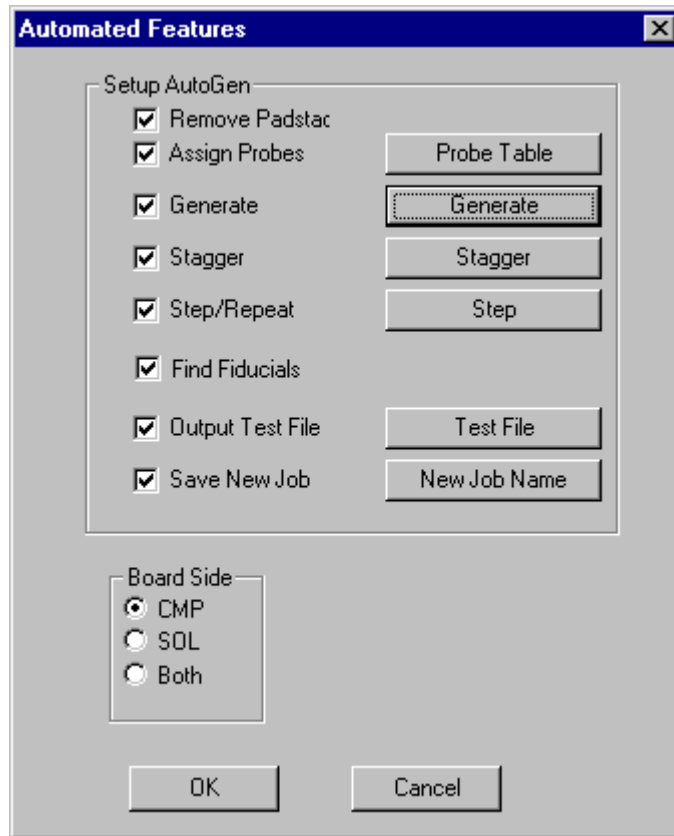 Automated Features
Setup AutoGen
Remove Padstac
Assign Probes
Probe Table
Generate
Generate
Stagger
Stagger
Step/Repeat
Step
Find Fiducials
Output Test File
Test File
Save New Job
New Job Name
Board Side
CMP
SOL
Both
OK
Cancel